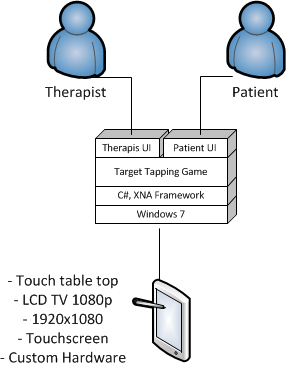 Therapist
Patient
Therapis UI
Patient UI
Target Tapping Game
C#, XNA Framework
Windows 7
- Touch table top
- LCD TV 1080p
- 1920x1080
- Touchscreen
- Custom Hardware